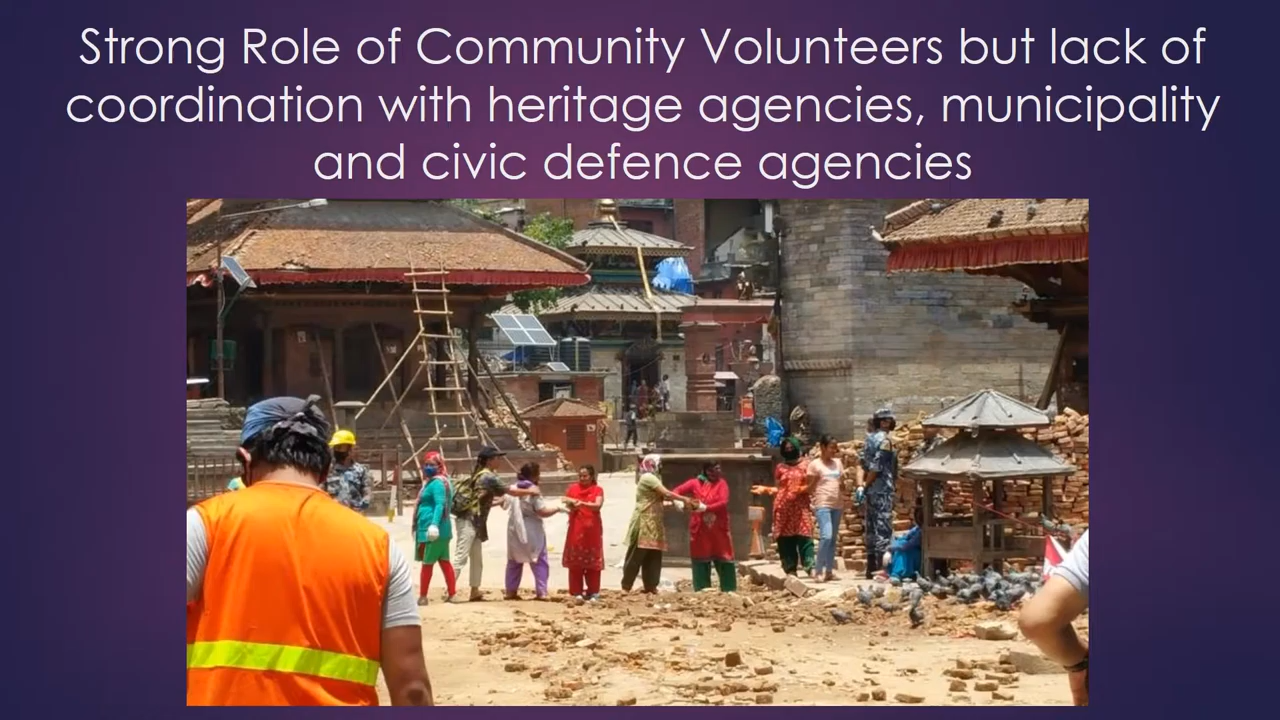 Strong Role of Community Volunteers but lack of
coordination with heritage agencies, municipality
and civic defence agencies